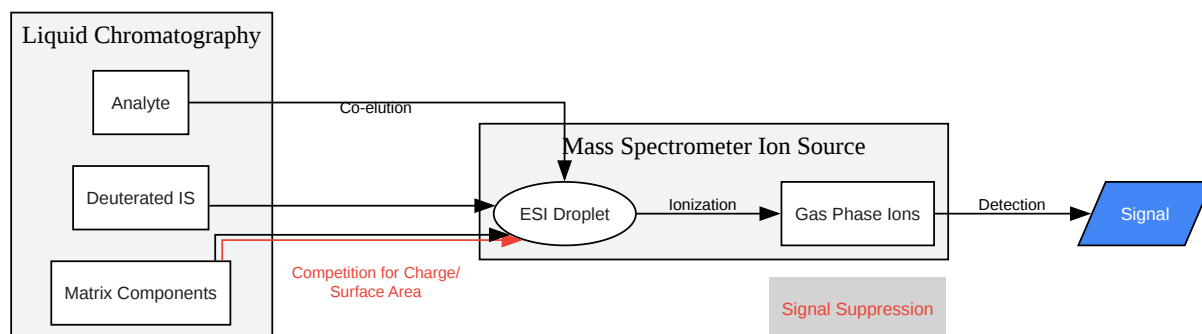 Liquid Chromatography
Analyte
Co-elution
Mass Spectrometer Ion Source
Deuterated IS
ESI Droplet
Ionization
Gas Phase Ions
Detection
Signal
Matrix Components
Competition for Charge/
Surface Area
Signal Suppression